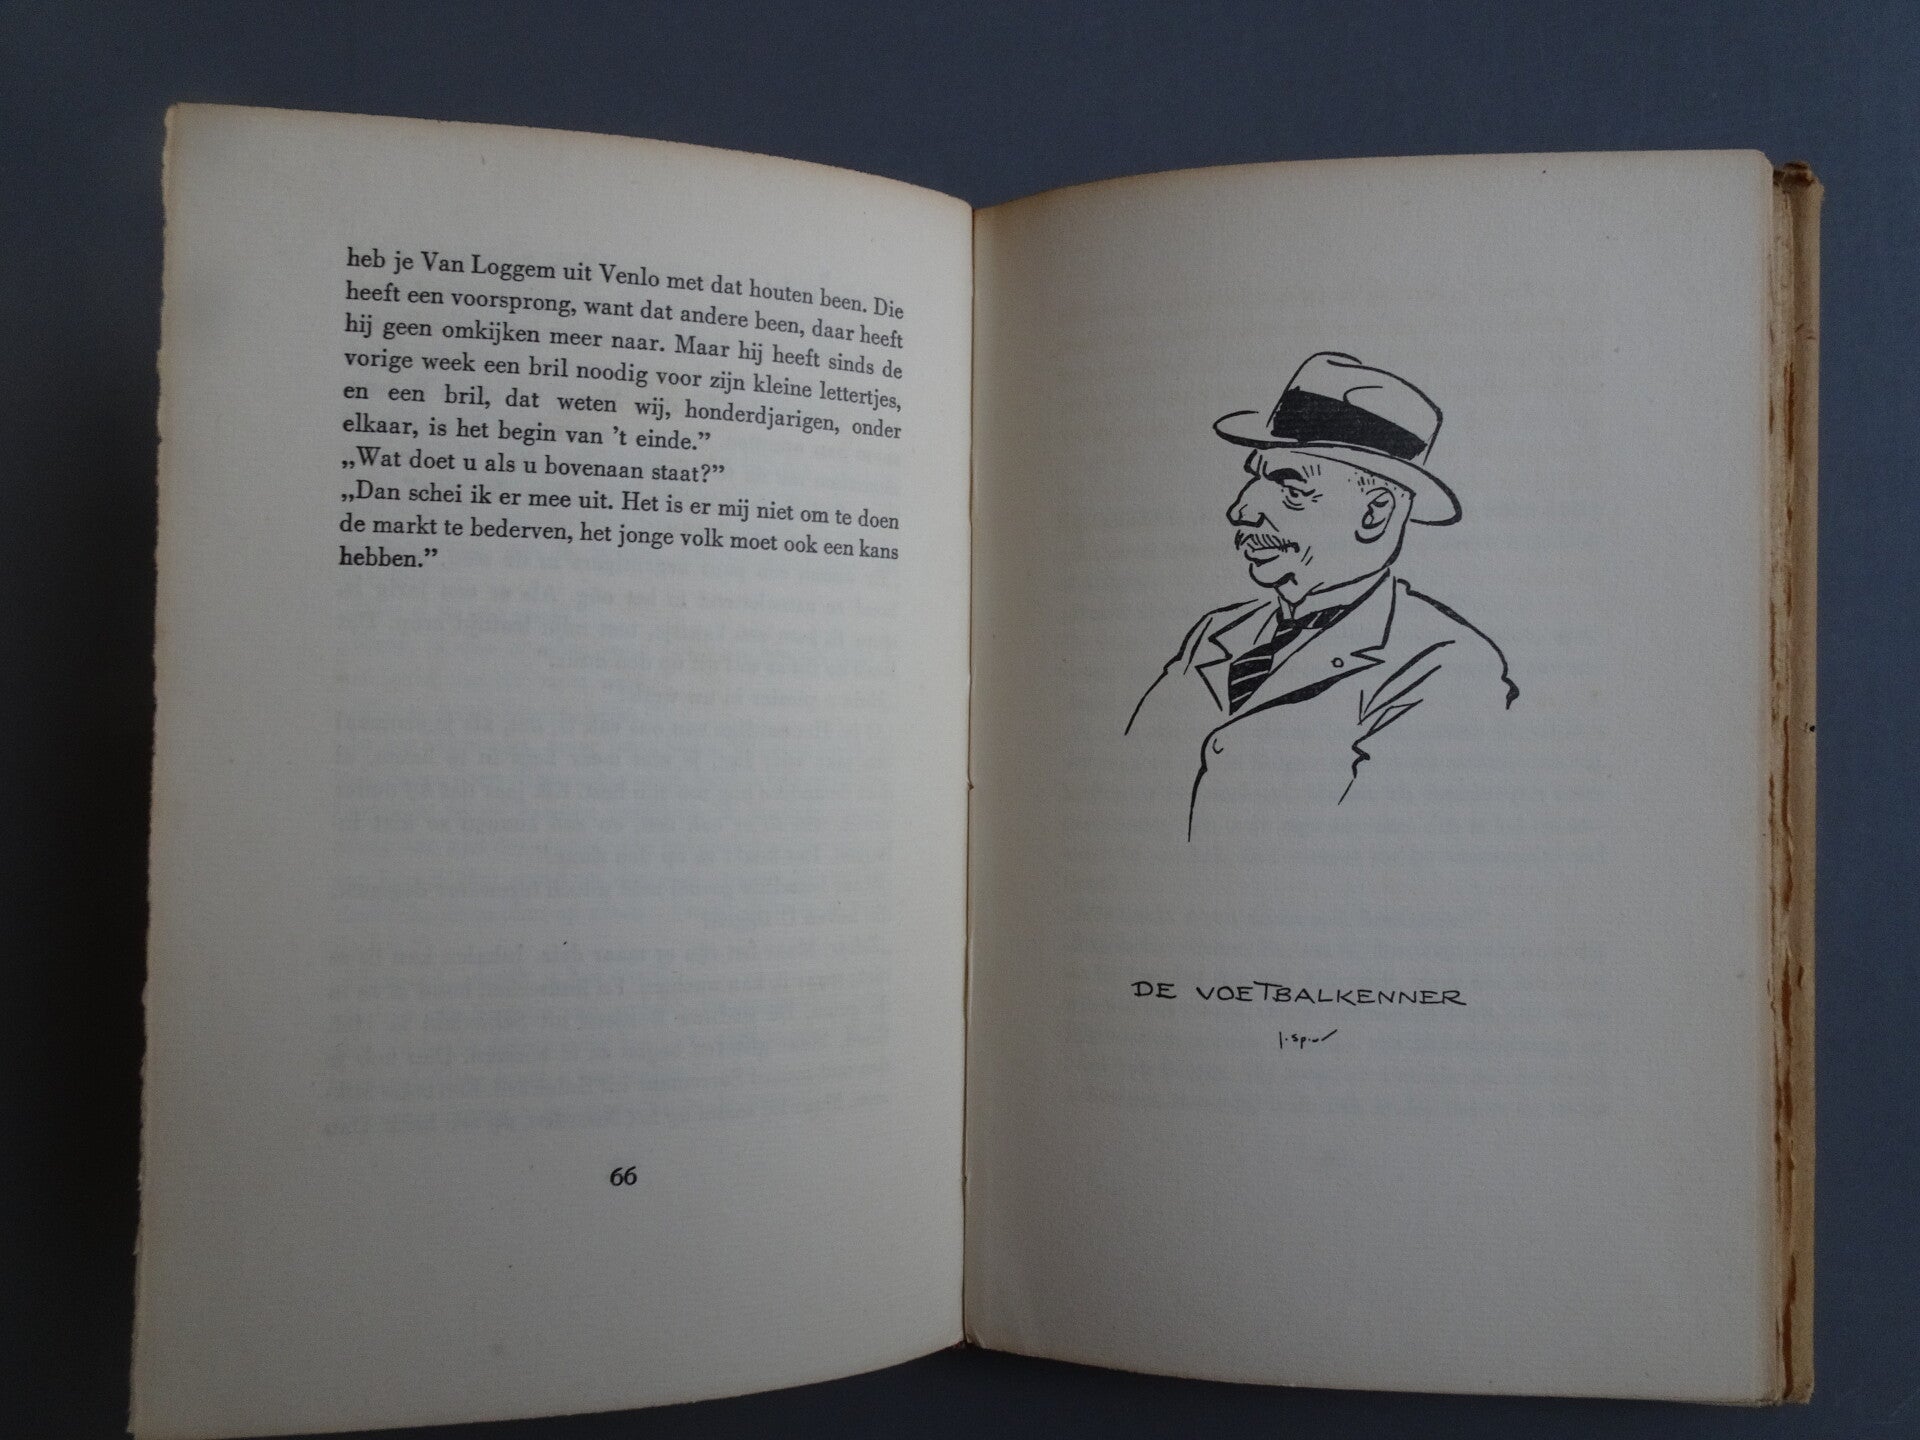 heb je Van Loggem uit Venlo met dat houten been. Die
heeft een voorsprong, want dat andere been, daar heeft
hij geen omkijken meer naar. Maar hij heeft sinds de
vorige week een bril noodig voor zijn kleine lettertjes,
en een bril, dat weten wij, honderdjarigen, onder
elkaar, is het begin van 't einde.”
„Wat doet u als u bovenaan staat?”
„Dan schei ik er mee uit. Het is er mij niet om te doen
de markt te bederven, het jonge volk moet ook een kans
hebben.”
66
DE VOETBALKENNER